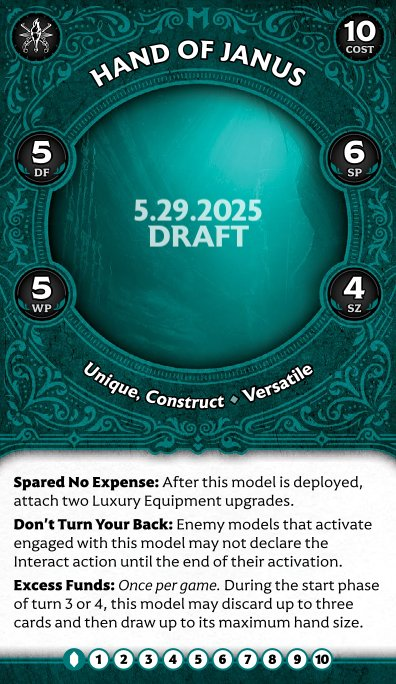 HAND OF JANUS
10
COST
5
DF
6
SP
5.29.2025
DRAFT
5
WP
4
SZ
Unique, Construct ◆ Versatile
Spared No Expense: After this model is deployed,
attach two Luxury Equipment upgrades.
Don't Turn Your Back: Enemy models that activate
engaged with this model may not declare the
Interact action until the end of their activation.
Excess Funds: Once per game. During the start phase
of turn 3 or 4, this model may discard up to three
cards and then draw up to its maximum hand size.
1 2 3 4 5 6 7 8 9 10